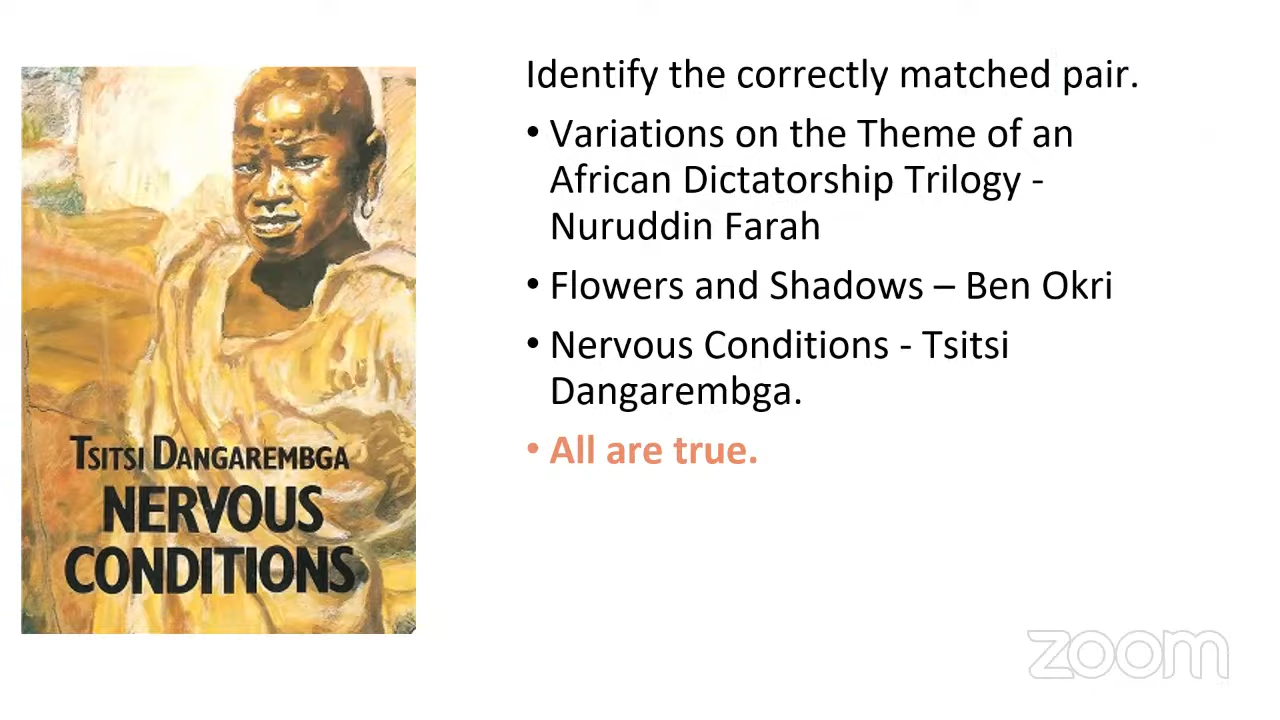 Identify the correctly matched pair.
• Variations on the Theme of an
African Dictatorship Trilogy -
Nuruddin Farah
• Flowers and Shadows – Ben Okri
• Nervous Conditions - Tsitsi
Dangarembga.
• All are true.
TSITSI DANGAREMBGA
NERVOUS
CONDITIONS
zoom